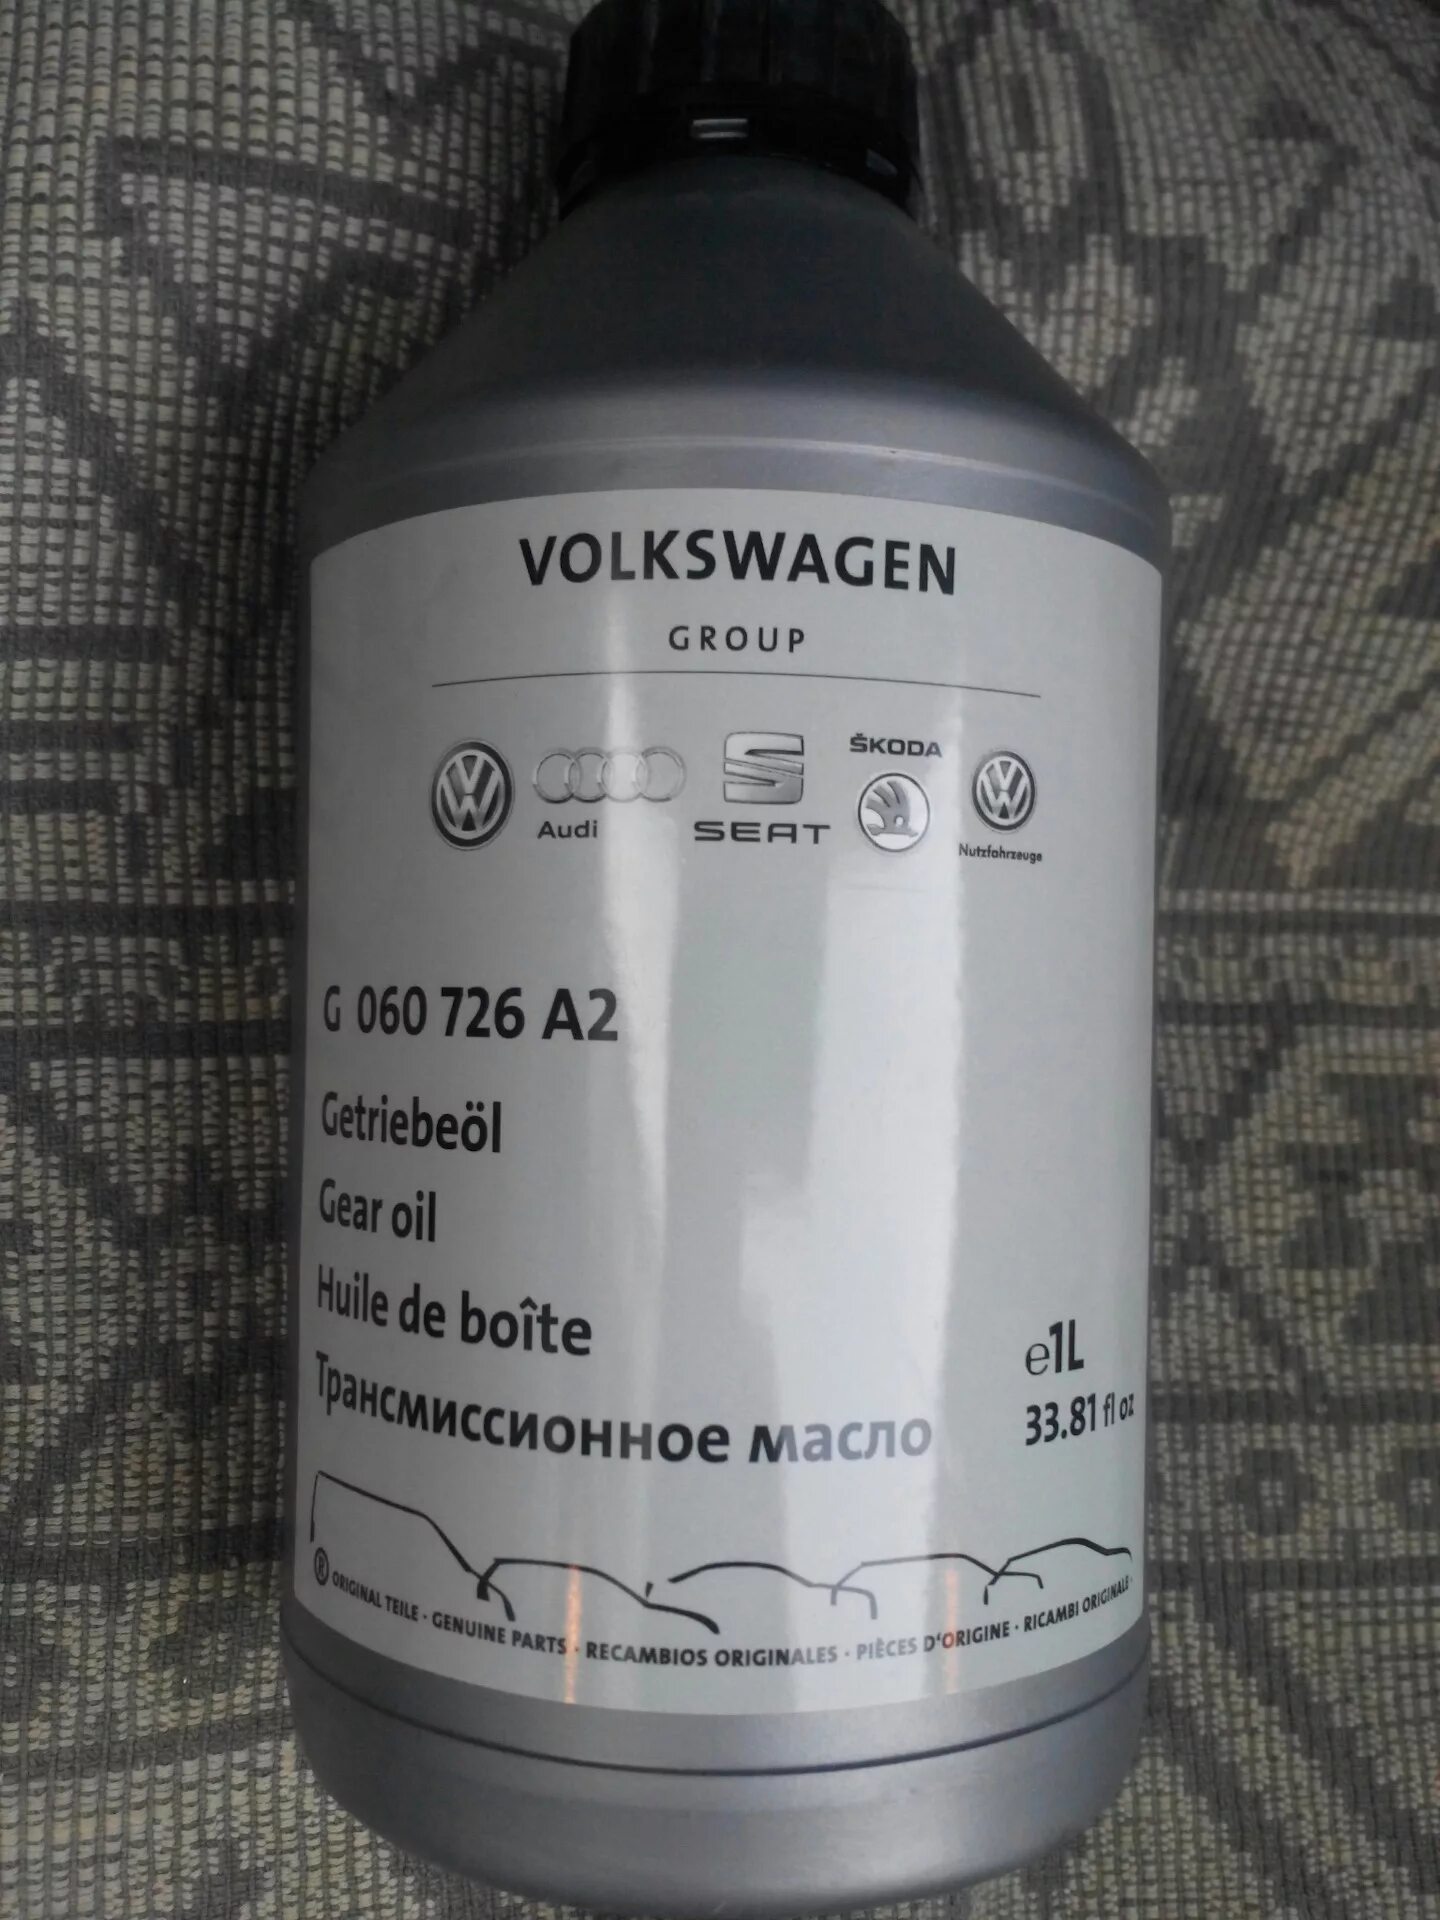 VOLKSWAGEN
GROUP
Audi
SEAT
ŠKODA
Nutzfahrzeuge
G 060 726 A2
Getriebeöl
Gear oil
Huile de boîte
Трансмиссионное масло
e1L
33.81 fl oz
® ORIGINAL TEILE · GENUINE PARTS · RECAMBIOS ORIGINALES · PIÈCES D'ORIGINE · RICAMBI ORIGINALE ·